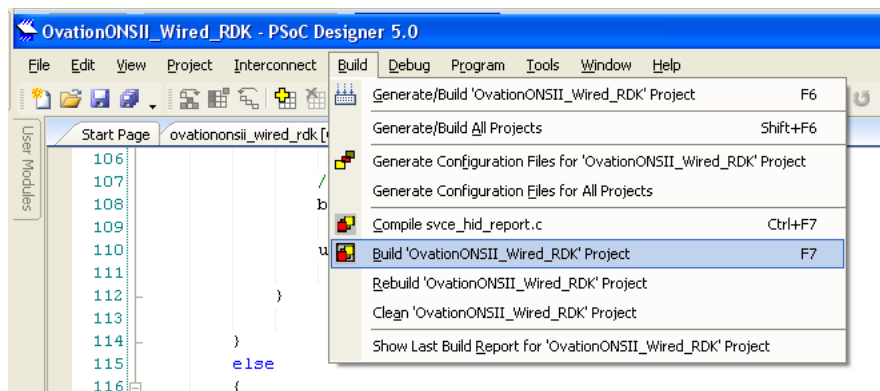 OvationONSII_Wired_RDK - PSoC Designer 5.0
File Edit View Project Interconnect Build Debug Program Tools Window Help
Generate/Build 'OvationONSII_Wired_RDK' Project F6
User Modules
Start Page ovationonsii_wired_rdk [
Generate/Build All Projects Shift+F6
106
Generate Configuration Files for 'OvationONSII_Wired_RDK' Project
107 /
Generate Configuration Files for All Projects
108 b
Compile svce_hid_report.c Ctrl+F7
109
110 u
Build 'OvationONSII_Wired_RDK' Project F7
111
Rebuild 'OvationONSII_Wired_RDK' Project
112 }
Clean 'OvationONSII_Wired_RDK' Project
113
114 }
Show Last Build Report for 'OvationONSII_Wired_RDK' Project
115 else
116 {